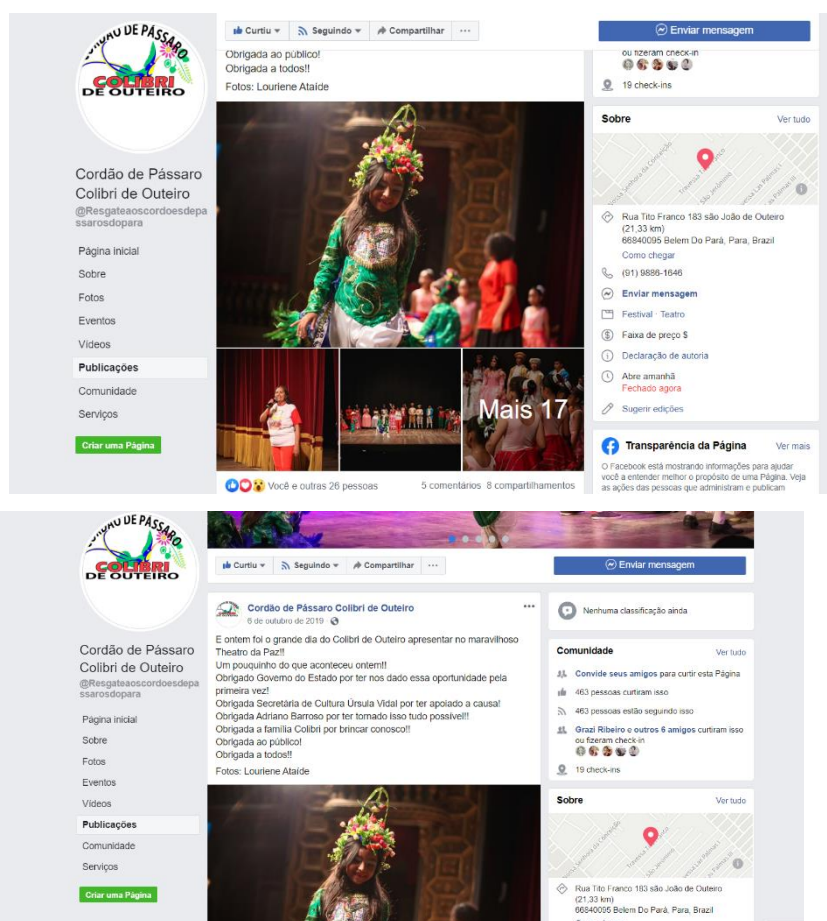 CORDÃO DE PÁSSARO
COLIBRI
DE OUTEIRO
Cordão de Pássaro
Colibri de Outeiro
@Resgateaoscordoesdepa
ssarosdopara
Página inicial
Sobre
Fotos
Eventos
Vídeos
Publicações
Comunidade
Serviços
Criar uma Página
Curtiu
Seguindo
Compartilhar
Obrigada ao público!
Obrigada a todos!!
Fotos: Louriene Ataíde
Mais 17
Você e outras 26 pessoas
5 comentários 8 compartilhamentos
Enviar mensagem
ou fizeram check-in
19 check-ins
Sobre
Ver tudo
Rua Tito Franco 183 são João de Outeiro
(21,33 km)
66840095 Belem Do Pará, Para, Brazil
Como chegar
(91) 9886-1646
Enviar mensagem
Festival · Teatro
Faixa de preço $
Declaração de autoria
Abre amanhã
Fechado agora
Sugerir edições
Transparência da Página
Ver mais
O Facebook está mostrando informações para ajudar
você a entender melhor o propósito de uma Página. Veja
as ações das pessoas que administram e publicam
COLIBRI
DE OUTEIRO
Cordão de Pássaro
Colibri de Outeiro
@Resgateaoscordoesdepa
ssarosdopara
Página inicial
Sobre
Fotos
Eventos
Vídeos
Publicações
Comunidade
Serviços
Criar uma Página
Curtiu
Seguindo
Compartilhar
Cordão de Pássaro Colibri de Outeiro
6 de outubro de 2019
E ontem foi o grande dia do Colibri de Outeiro apresentar no maravilhoso
Theatro da Paz!!
Um pouquinho do que aconteceu ontem!!
Obrigado Governo do Estado por ter nos dado essa oportunidade pela
primeira vez!
Obrigada Secretária de Cultura Úrsula Vidal por ter apoiado a causa!
Obrigada Adriano Barroso por ter tornado isso tudo possível!!
Obrigada a família Colibri por brincar conosco!!
Obrigada ao público!
Obrigada a todos!!
Fotos: Louriene Ataíde
Enviar mensagem
Nenhuma classificação ainda
Comunidade
Ver tudo
Convide seus amigos para curtir esta Página
463 pessoas curtiram isso
463 pessoas estão seguindo isso
Grazi Ribeiro e outros 6 amigos curtiram isso
ou fizeram check-in
19 check-ins
Sobre
Ver tudo
Rua Tito Franco 183 são João de Outeiro
(21,33 km)
66840095 Belem Do Pará, Para, Brazil